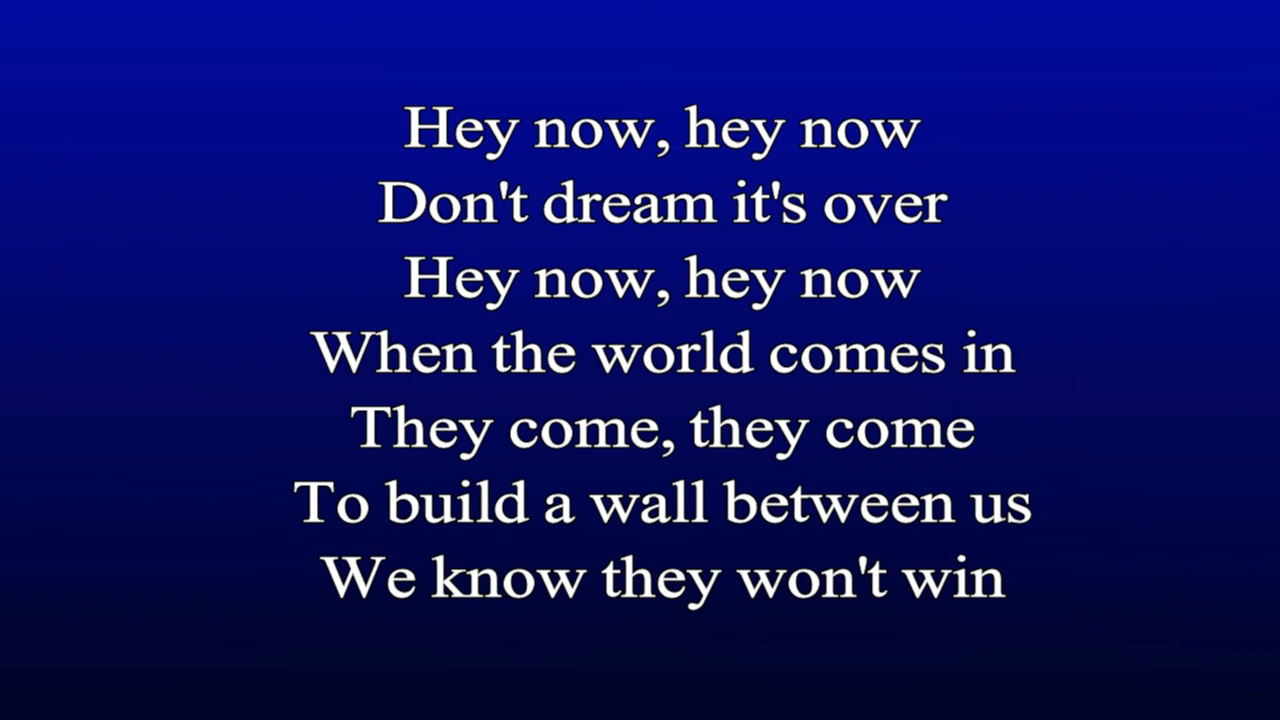 Hey now, hey now
Don't dream it's over
Hey now, hey now
When the world comes in
They come, they come
To build a wall between us
We know they won't win